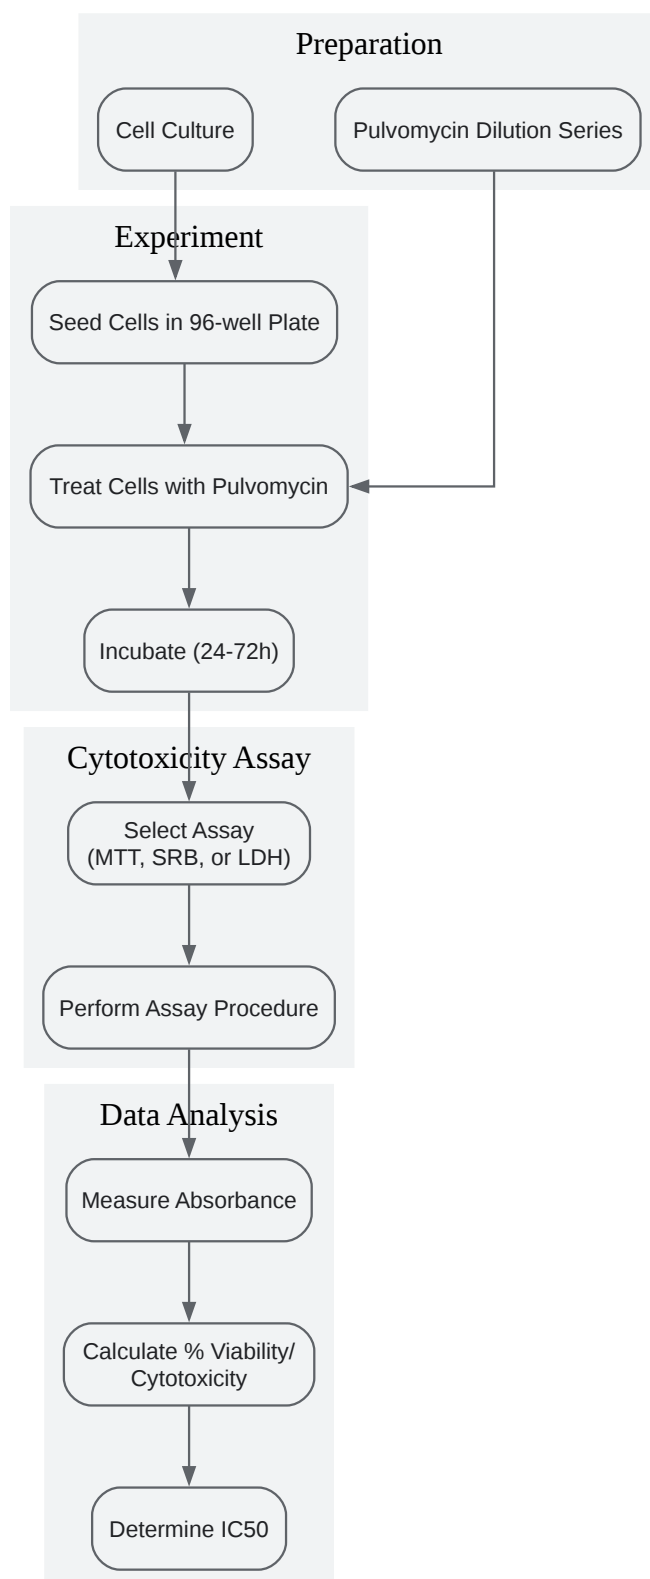 Preparation
Cell Culture
Pulvomycin Dilution Series
Experiment
Seed Cells in 96-well Plate
Treat Cells with Pulvomycin
Incubate (24-72h)
Cytotoxicity Assay
Select Assay
(MTT, SRB, or LDH)
Perform Assay Procedure
Data Analysis
Measure Absorbance
Calculate % Viability/
Cytotoxicity
Determine IC50